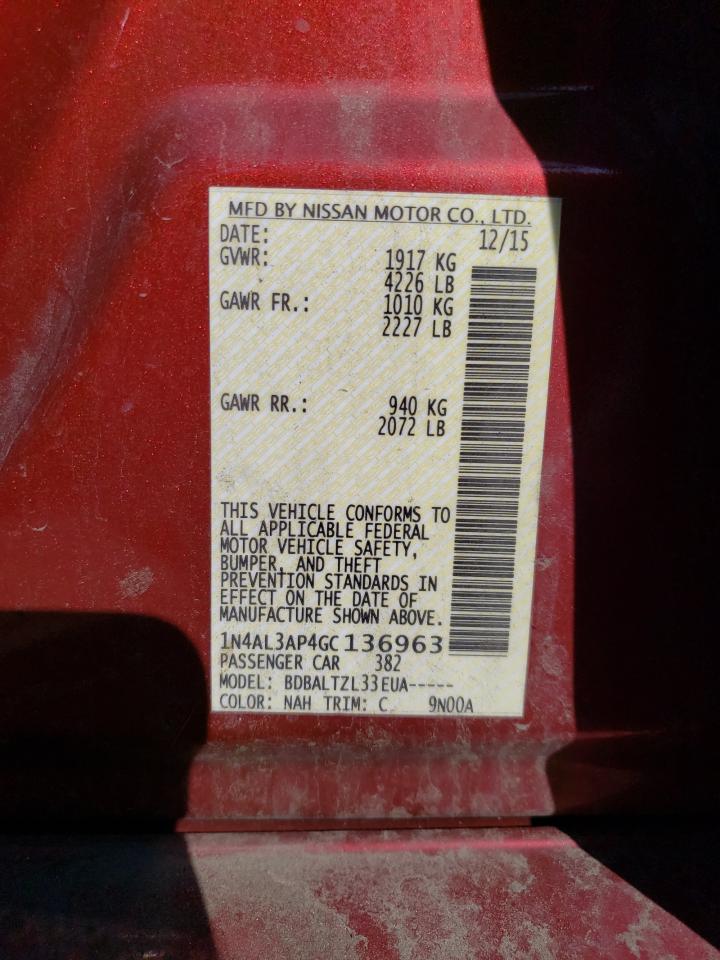 MFD BY NISSAN MOTOR CO., LTD.
DATE: 12/15
GVWR: 1917 KG
4226 LB
GAWR FR.: 1010 KG
2227 LB
GAWR RR.: 940 KG
2072 LB
THIS VEHICLE CONFORMS TO
ALL APPLICABLE FEDERAL
MOTOR VEHICLE SAFETY,
BUMPER, AND THEFT
PREVENTION STANDARDS IN
EFFECT ON THE DATE OF
MANUFACTURE SHOWN ABOVE.
1N4AL3AP4GC136963
PASSENGER CAR 382
MODEL: BDBALTZL33EUA-----
COLOR: NAH TRIM: C 9N00A